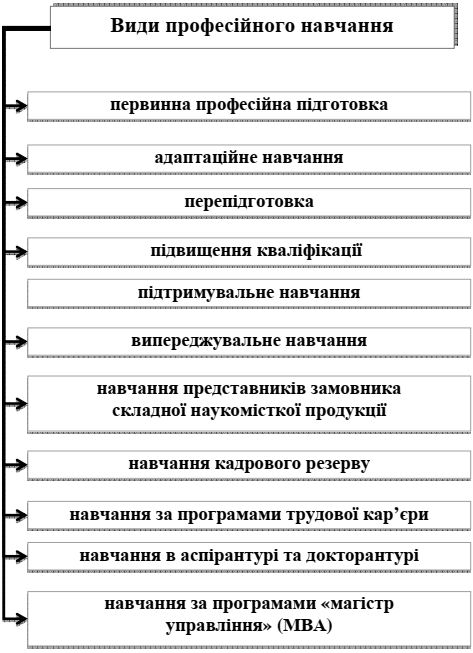 Види професійного навчання
первинна професійна підготовка
адаптаційне навчання
перепідготовка
підвищення кваліфікації
підтримувальне навчання
випереджувальне навчання
навчання представників замовника
складної наукомісткої продукції
навчання кадрового резерву
навчання за програмами трудової кар’єри
навчання в аспірантурі та докторантурі
навчання за програмами «магістр
управління» (МВА)